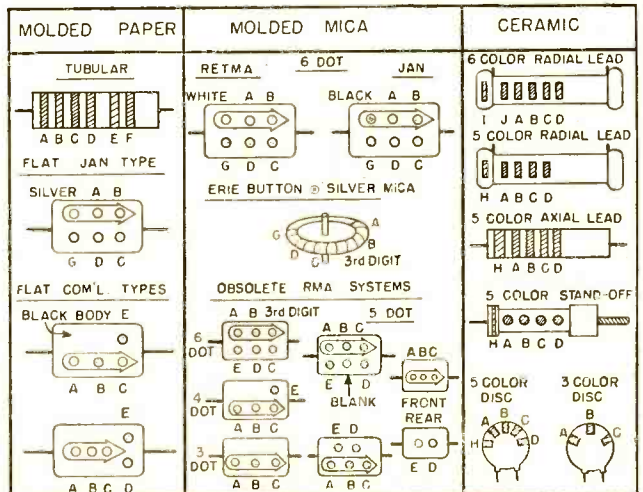 MOLDED PAPER
TUBULAR
A B C D E F
FLAT JAN TYPE
SILVER A B
G D C
FLAT COM'L. TYPES
BLACK BODY E
A B C
E
A B C D
MOLDED MICA
6 DOT
RETMA
JAN
WHITE A B
BLACK A B
G D C
G D C
ERIE BUTTON ® SILVER MICA
A
G
B
D
C
3rd DIGIT
OBSOLETE RMA SYSTEMS
A B 3rd DIGIT
5 DOT
6 DOT
E D C
A B C
E D
BLANK
A B C
FRONT
REAR
E D
4 DOT
E
A B C
3 DOT
A B C
E D
A B C
CERAMIC
6 COLOR RADIAL LEAD
I J A B C D
5 COLOR RADIAL LEAD
H A B C D
5 COLOR AXIAL LEAD
H A B C D
5 COLOR STAND-OFF
H A B C D
5 COLOR DISC
B
A C
H D
3 COLOR DISC
B
A C